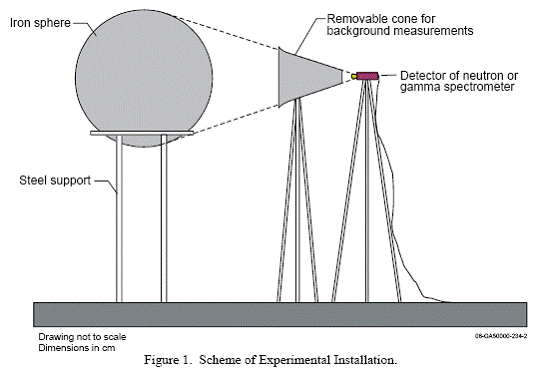 Iron sphere
Removable cone for
background measurements
Detector of neutron or
gamma spectrometer
Steel support
Drawing not to scale
Dimensions in cm
06-GA50000-234-2
Figure 1. Scheme of Experimental Installation.